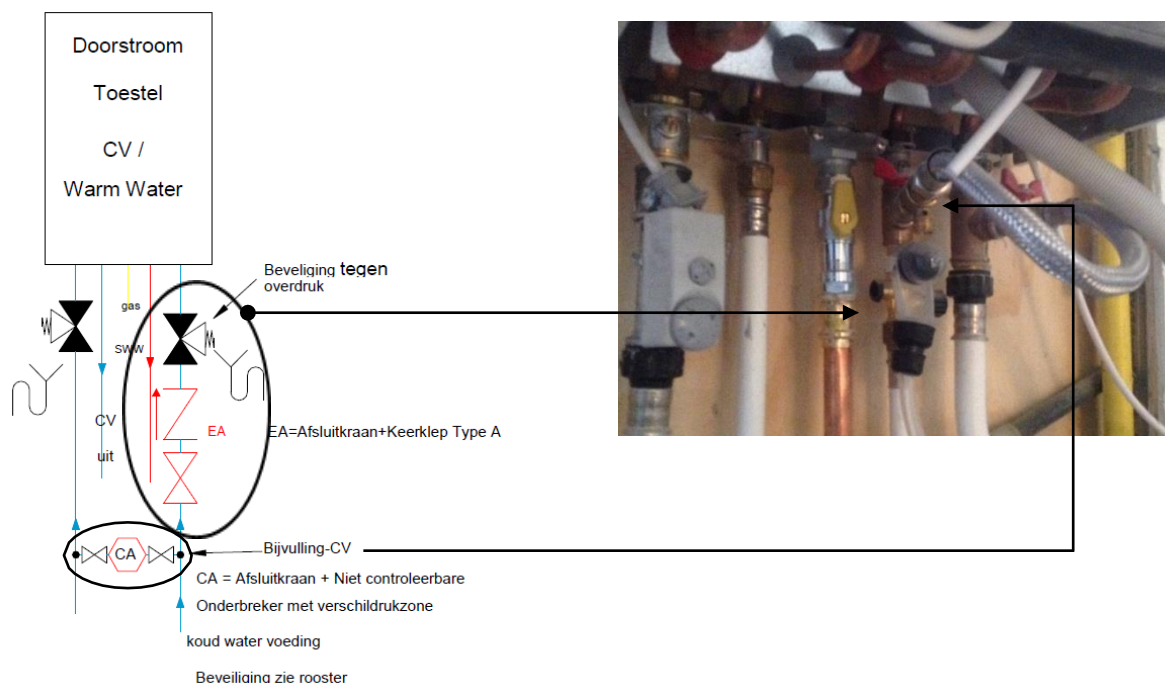 Doorstroom
Toestel
CV /
Warm Water
Beveliging tegen
overdruk
gas
sww
CV
uit
EA
EA=Afsluitkraan+Keerklep Type A
CA
Bijvulling-CV
CA = Afsluitkraan + Niet controleerbare
Onderbreker met verschildrukzone
koud water voeding
Beveiliging zie rooster